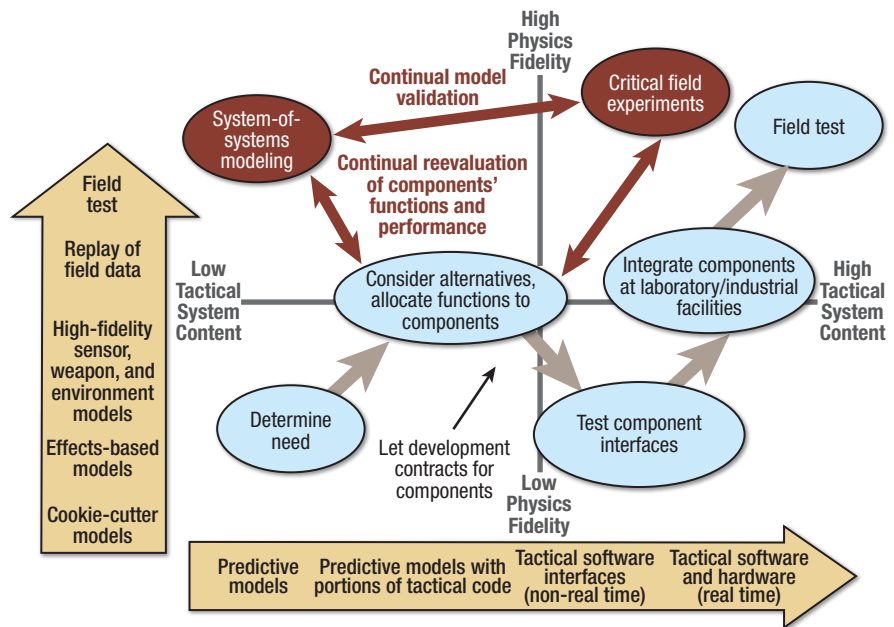 High
Physics
Fidelity
Continual model
validation
Critical field
experiments
System-of-
systems
modeling
Field test
Continual reevaluation
of components’
functions and
performance
Field
test
Replay of
field data
High-fidelity
sensor,
weapon, and
environment
models
Effects-based
models
Cookie-cutter
models
Low
Tactical
System
Content
Consider alternatives,
allocate functions to
components
Integrate components
at laboratory/industrial
facilities
High
Tactical
System
Content
Determine
need
Let development
contracts for
components
Test component
interfaces
Low
Physics
Fidelity
Predictive
models
Predictive models with
portions of tactical code
Tactical software
interfaces
(non-real time)
Tactical software
and hardware
(real time)